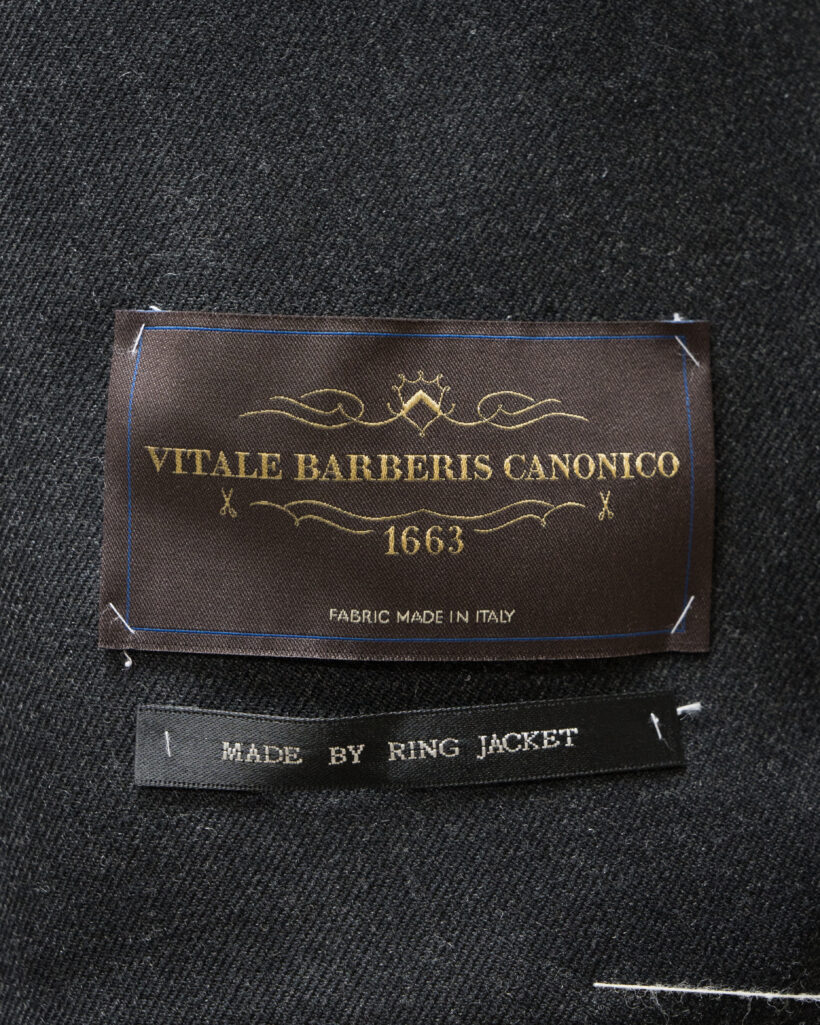 VITALE BARBERIS CANONICO
1663
FABRIC MADE IN ITALY
MADE BY RING JACKET